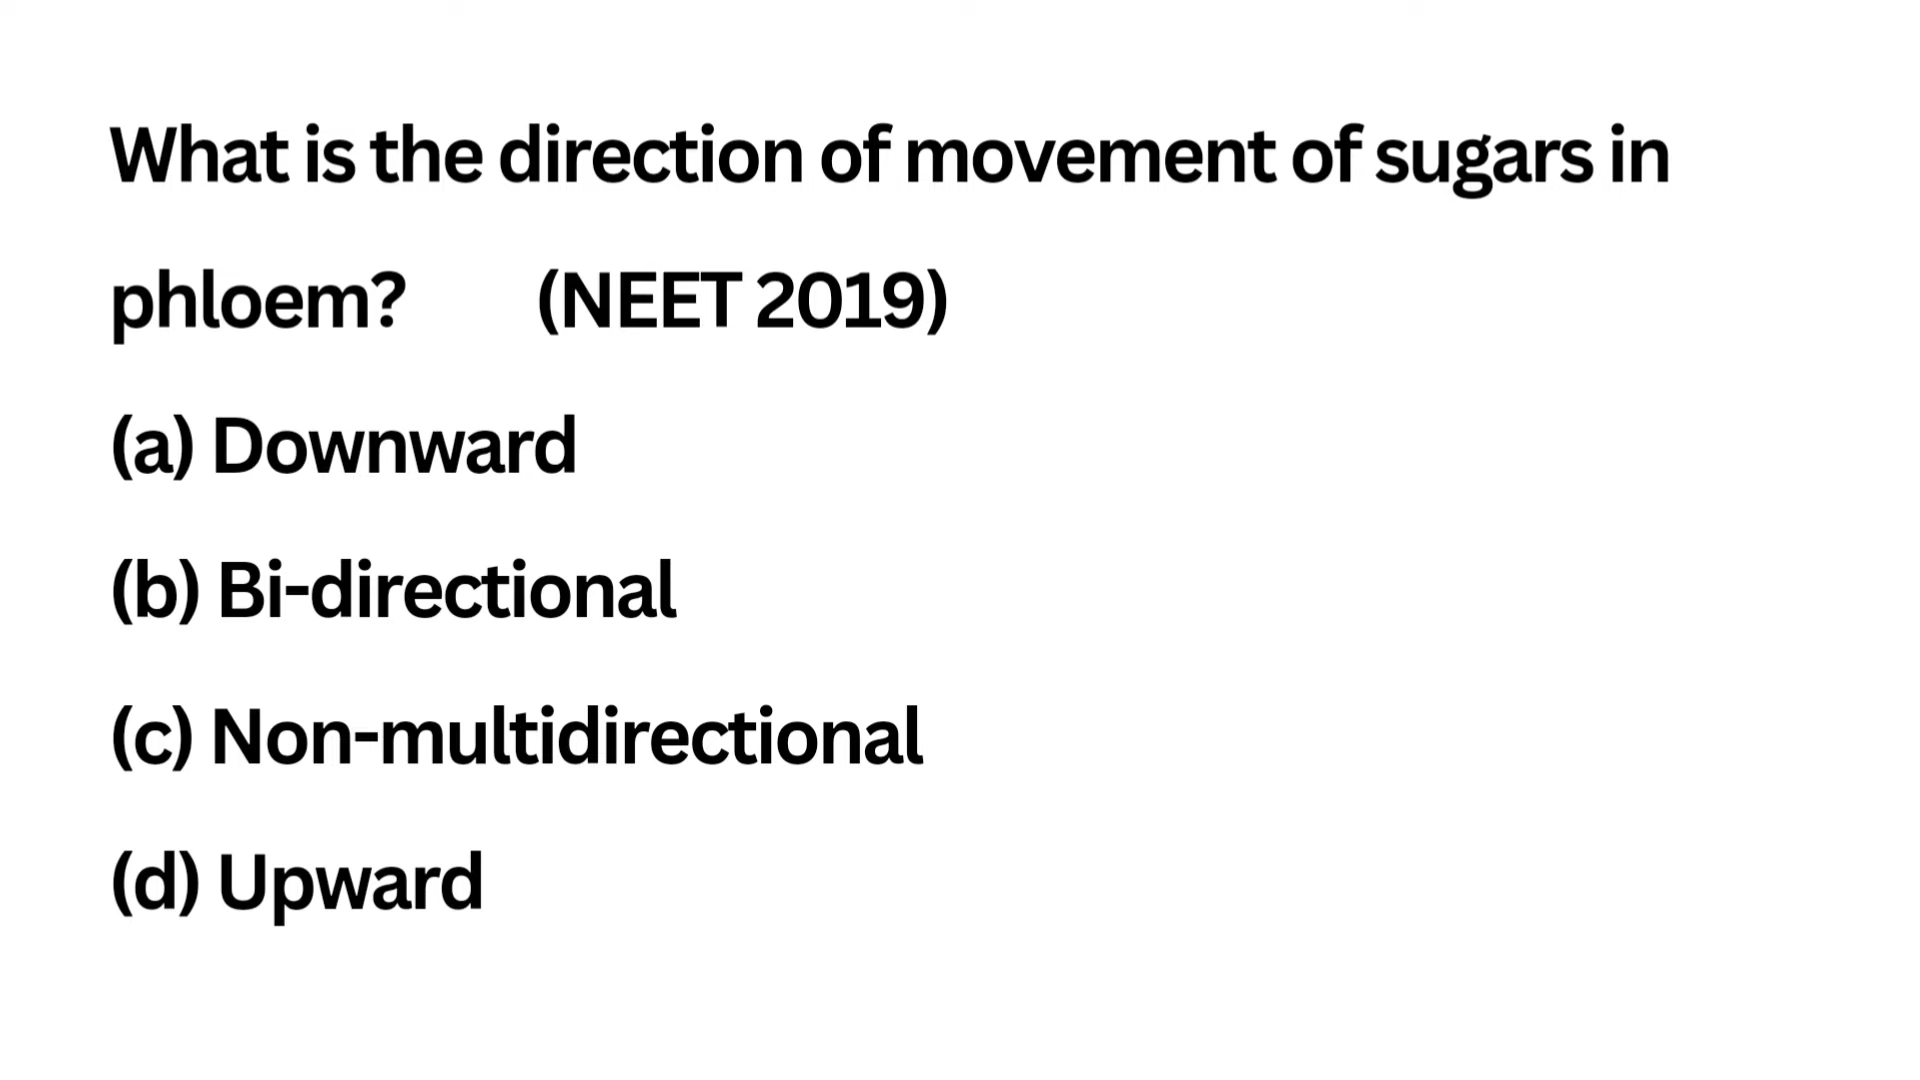 What is the direction of movement of sugars in
phloem? (NEET 2019)
(a) Downward
(b) Bi-directional
(c) Non-multidirectional
(d) Upward